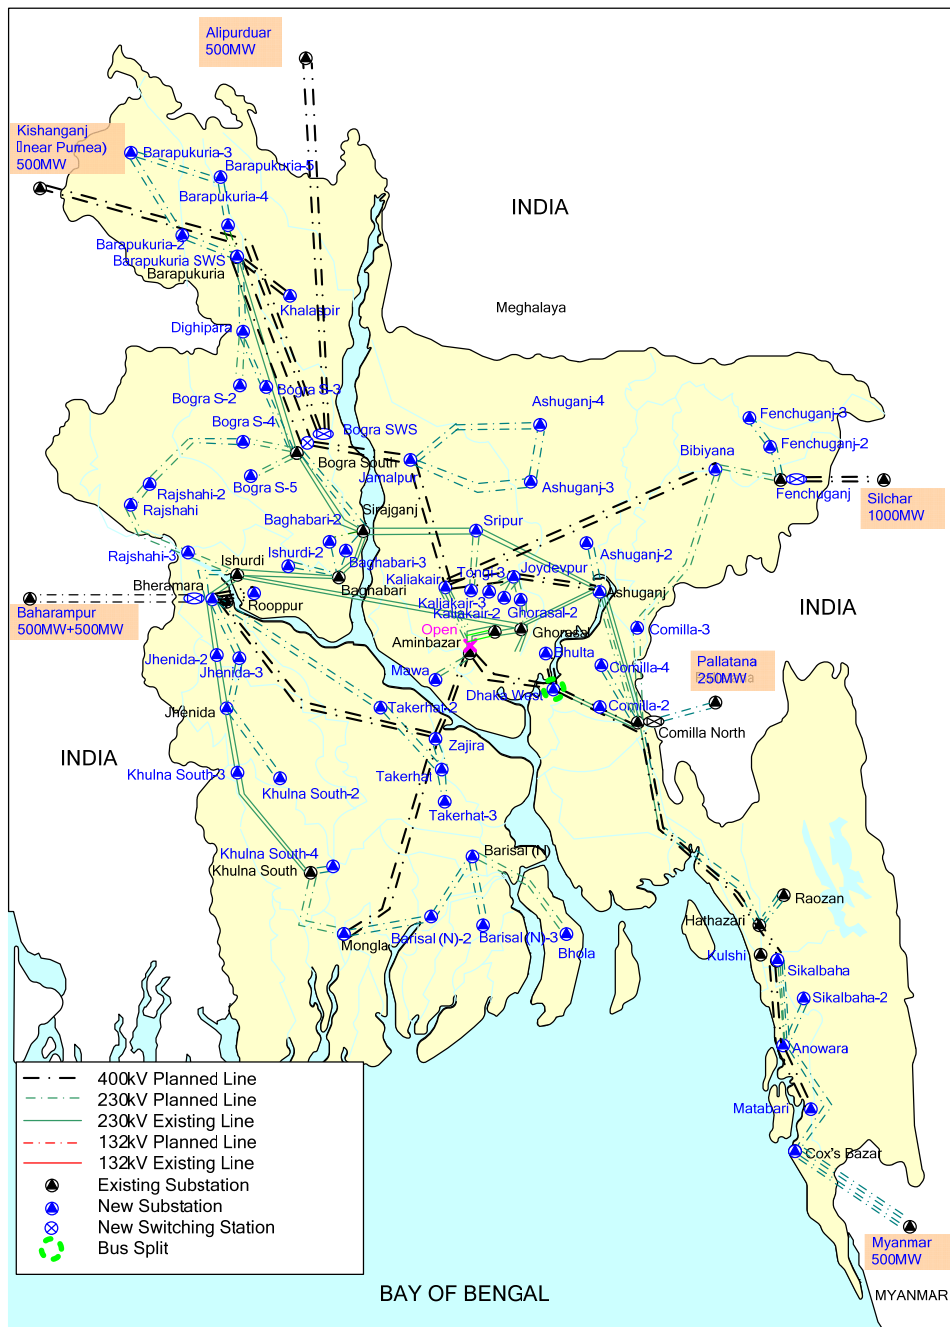 Alipurduar
500MW
Kishanganj
(near Purnea)
500MW
Barapukuria-3
Barapukuria-5
Barapukuria-4
INDIA
Barapukuria-2
Barapukuria SWS
Barapukuria
Khalaspir
Meghalaya
Dighipara
Bogra S-2
Bogra S-3
Ashuganj-4
Fenchuganj-3
Bogra S-4
Bogra SWS
Fenchuganj-2
Bibiyana
Bogra South
Jamalpur
Bogra S-5
Rajshahi-2
Rajshahi
Ashuganj-3
Fenchuganj
Silchar
1000MW
Sirajganj
Baghabari-2
Sripur
Rajshahi-3
Ishurdi
Ishurdi-2
Baghabari-3
Ashuganj-2
Tongi-3
Joydevpur
Bheramara
Baghabari
Kaliakair
Ashuganj
Rooppur
Kaliakair-3
Kaliakair-2
Ghorasal-2
INDIA
Baharampur
500MW+500MW
Open
Ghorasal
Comilla-3
Aminbazar
Jhenida-2
Jhenida-3
Bhulta
Comilla-4
Pallatana
250MW
Mawa
Dhaka West
Jhenida
Takerhat-2
Comilla-2
Comilla North
Zajira
INDIA
Khulna South-3
Khulna South-2
Takerhat
Takerhat-3
Khulna South-4
Khulna South
Barisal (N)
Raozan
Hathazari
Mongla
Barisal (N)-2
Barisal (N)-3
Bhola
Kulshi
Sikalbaha
Sikalbaha-2
Anowara
Matabari
Cox's Bazar
400kV Planned Line
230kV Planned Line
230kV Existing Line
132kV Planned Line
132kV Existing Line
Existing Substation
New Substation
New Switching Station
Bus Split
Myanmar
500MW
BAY OF BENGAL
MYANMAR